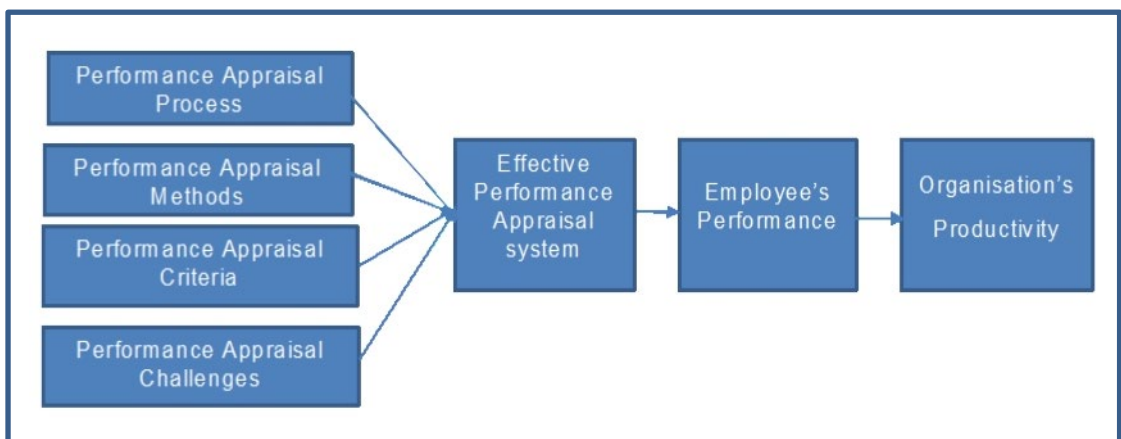 Performance Appraisal
Process
Performance Appraisal
Methods
Performance Appraisal
Criteria
Performance Appraisal
Challenges
Effective
Performance
Appraisal
system
Employee's
Performance
Organisation's
Productivity